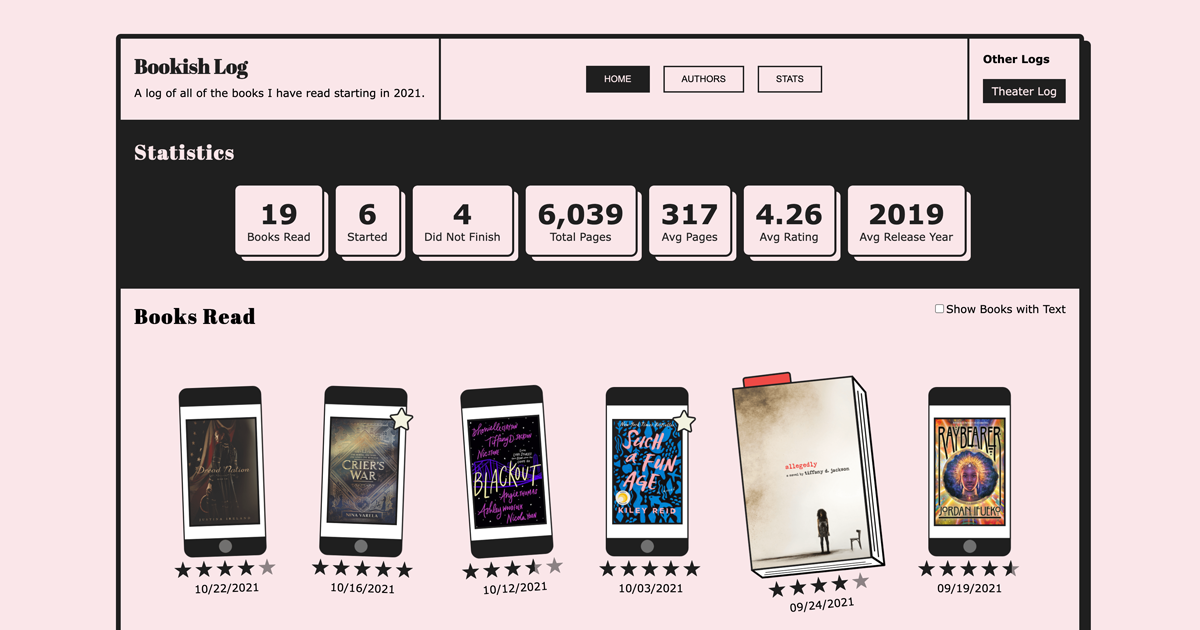 Bookish Log
A log of all of the books I have read starting in 2021.
HOME
AUTHORS
STATS
Other Logs
Theater Log
Statistics
19
Books Read
6
Started
4
Did Not Finish
6,039
Total Pages
317
Avg Pages
4.26
Avg Rating
2019
Avg Release Year
Books Read
Show Books with Text
Dread Nation
JUSTINA IRELAND
10/22/2021
CRIER'S
WAR
NINA VARELA
10/16/2021
Dhonielle Clayton
Tiffany D. Jackson
Nic Stone
BLACKOUT
Angie Thomas
Ashley Woodfolk
Nicola Yoon
10/12/2021
Such
a Fun
Age
KILEY REID
10/03/2021
allegedly
a novel by tiffany d. jackson
09/24/2021
RAYBEARER
JORDAN IFUEKO
09/19/2021